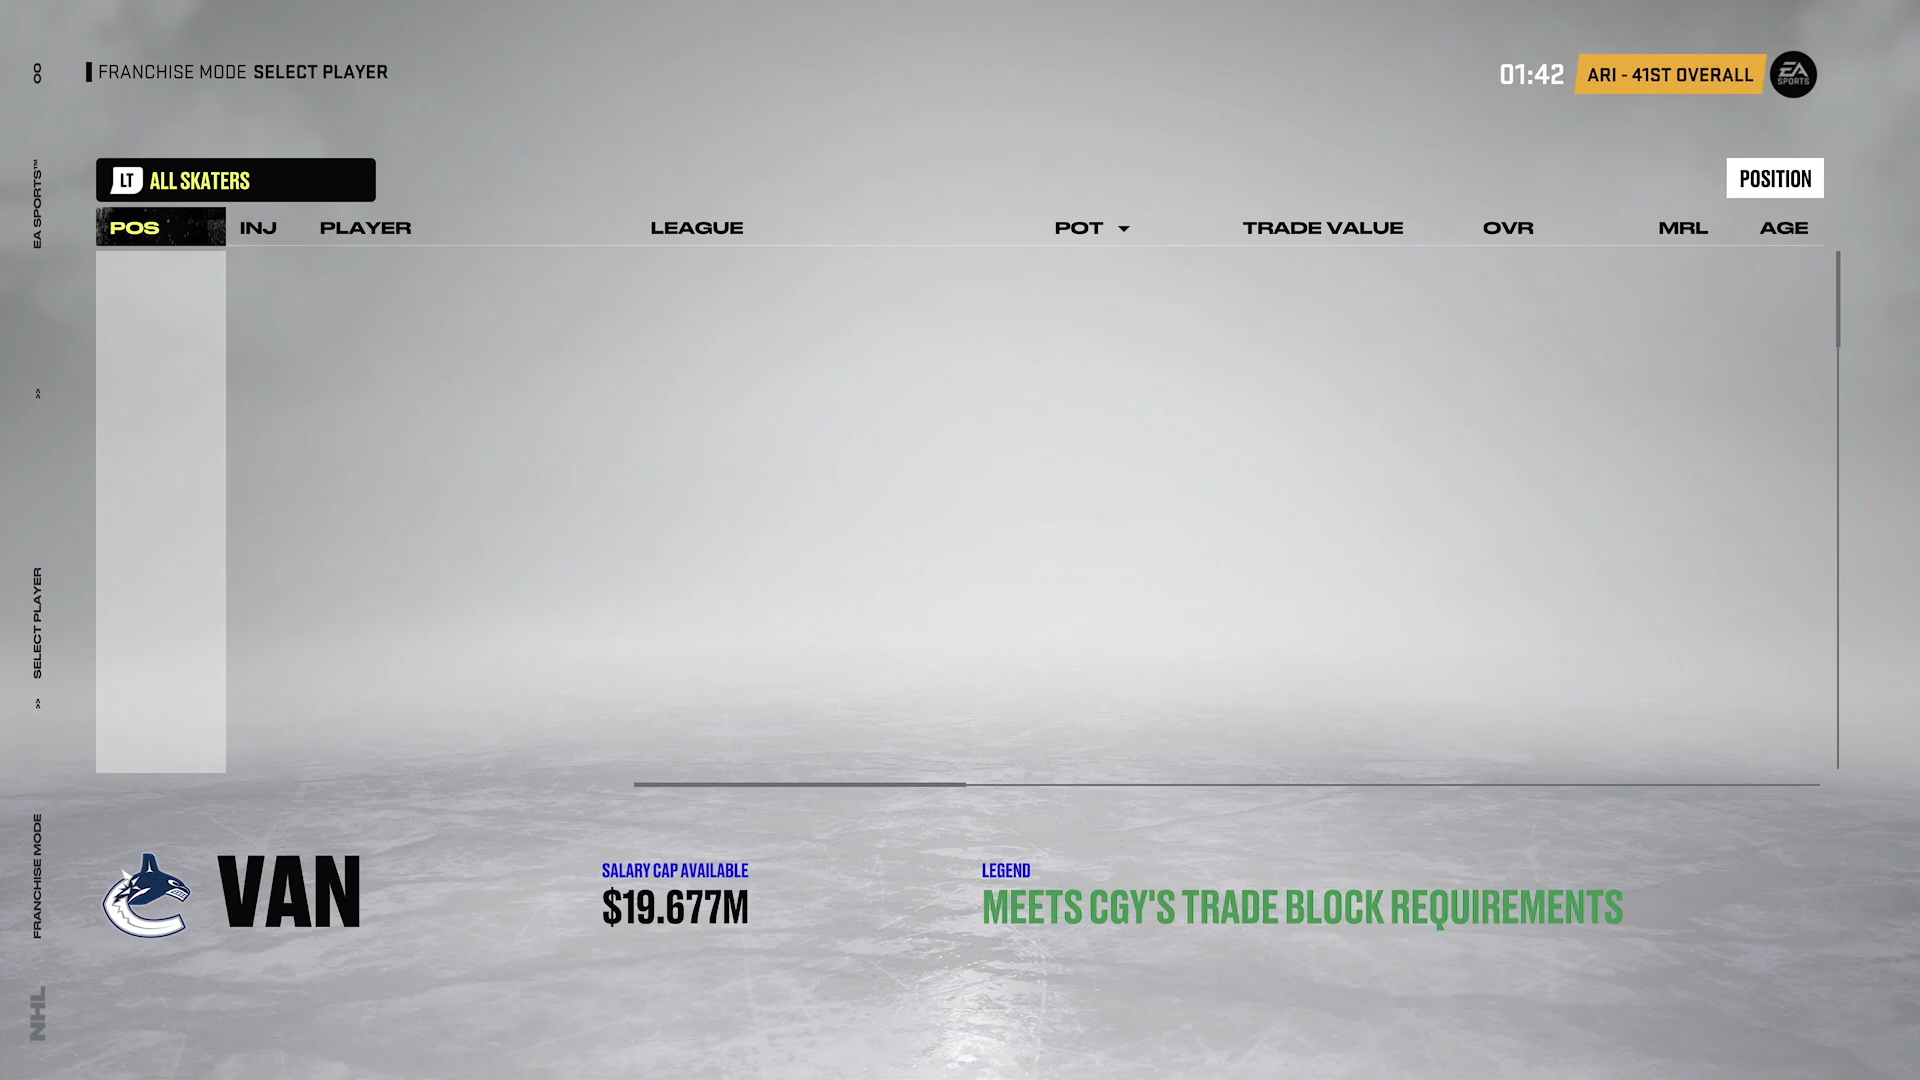 FRANCHISE MODE SELECT PLAYER
01:42
ARI - 41ST OVERALL
EA SPORTS
LT ALL SKATERS
POSITION
POS INJ PLAYER LEAGUE POT TRADE VALUE OVR MRL AGE
VAN
SALARY CAP AVAILABLE
$19.677M
LEGEND
MEETS CGY'S TRADE BLOCK REQUIREMENTS
NHL
FRANCHISE MODE
>>
SELECT PLAYER
>>
EA SPORTS™
00